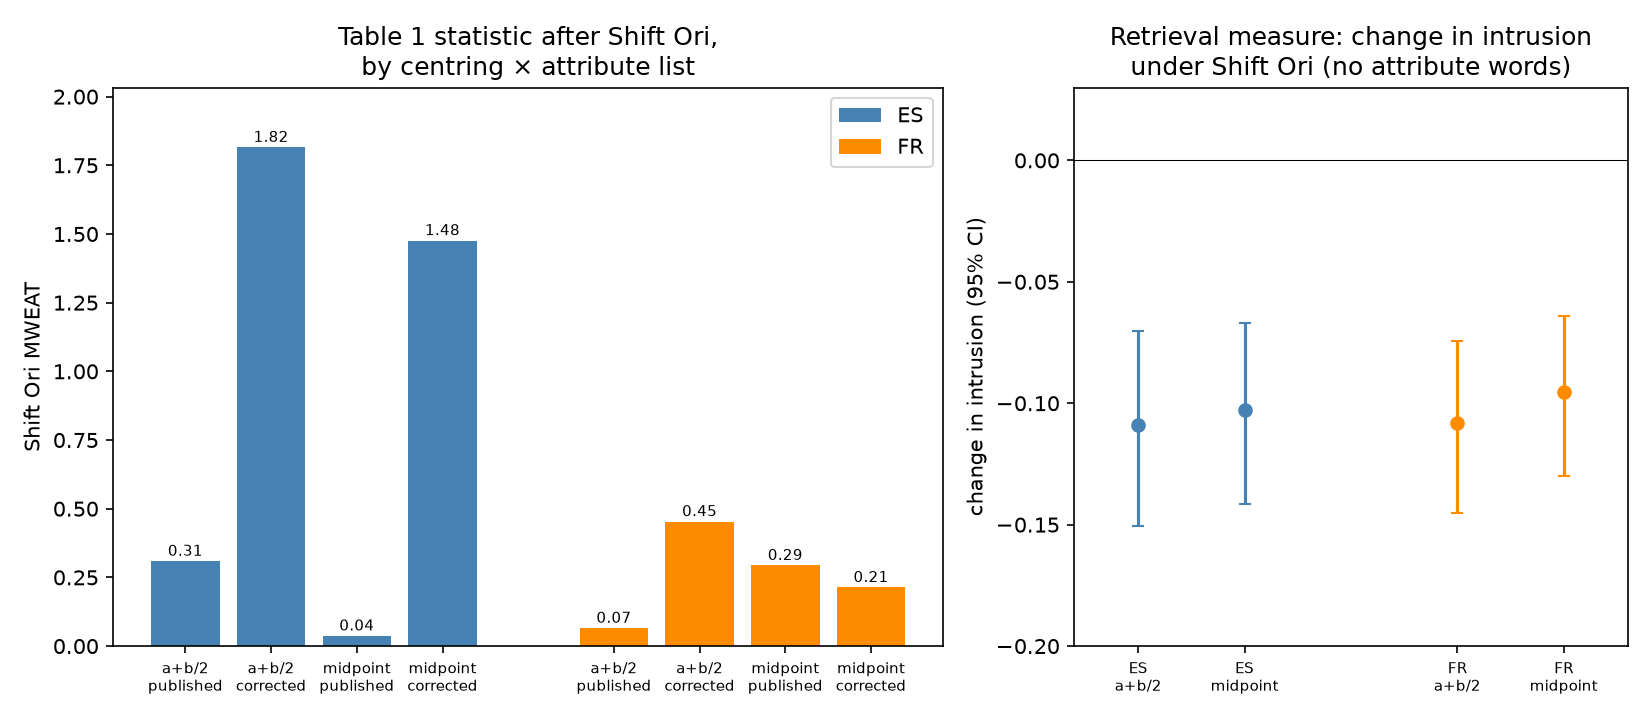 Table 1 statistic after Shift Ori,
by centring × attribute list
Shift Ori MWEAT
2.00
1.75
1.50
1.25
1.00
0.75
0.50
0.25
0.00
ES
FR
0.31
1.82
0.04
1.48
0.07
0.45
0.29
0.21
a+b/2
published
a+b/2
corrected
midpoint
published
midpoint
corrected
a+b/2
published
a+b/2
corrected
midpoint
published
midpoint
corrected
Retrieval measure: change in intrusion
under Shift Ori (no attribute words)
change in intrusion (95% CI)
0.00
−0.05
−0.10
−0.15
−0.20
ES
a+b/2
ES
midpoint
FR
a+b/2
FR
midpoint